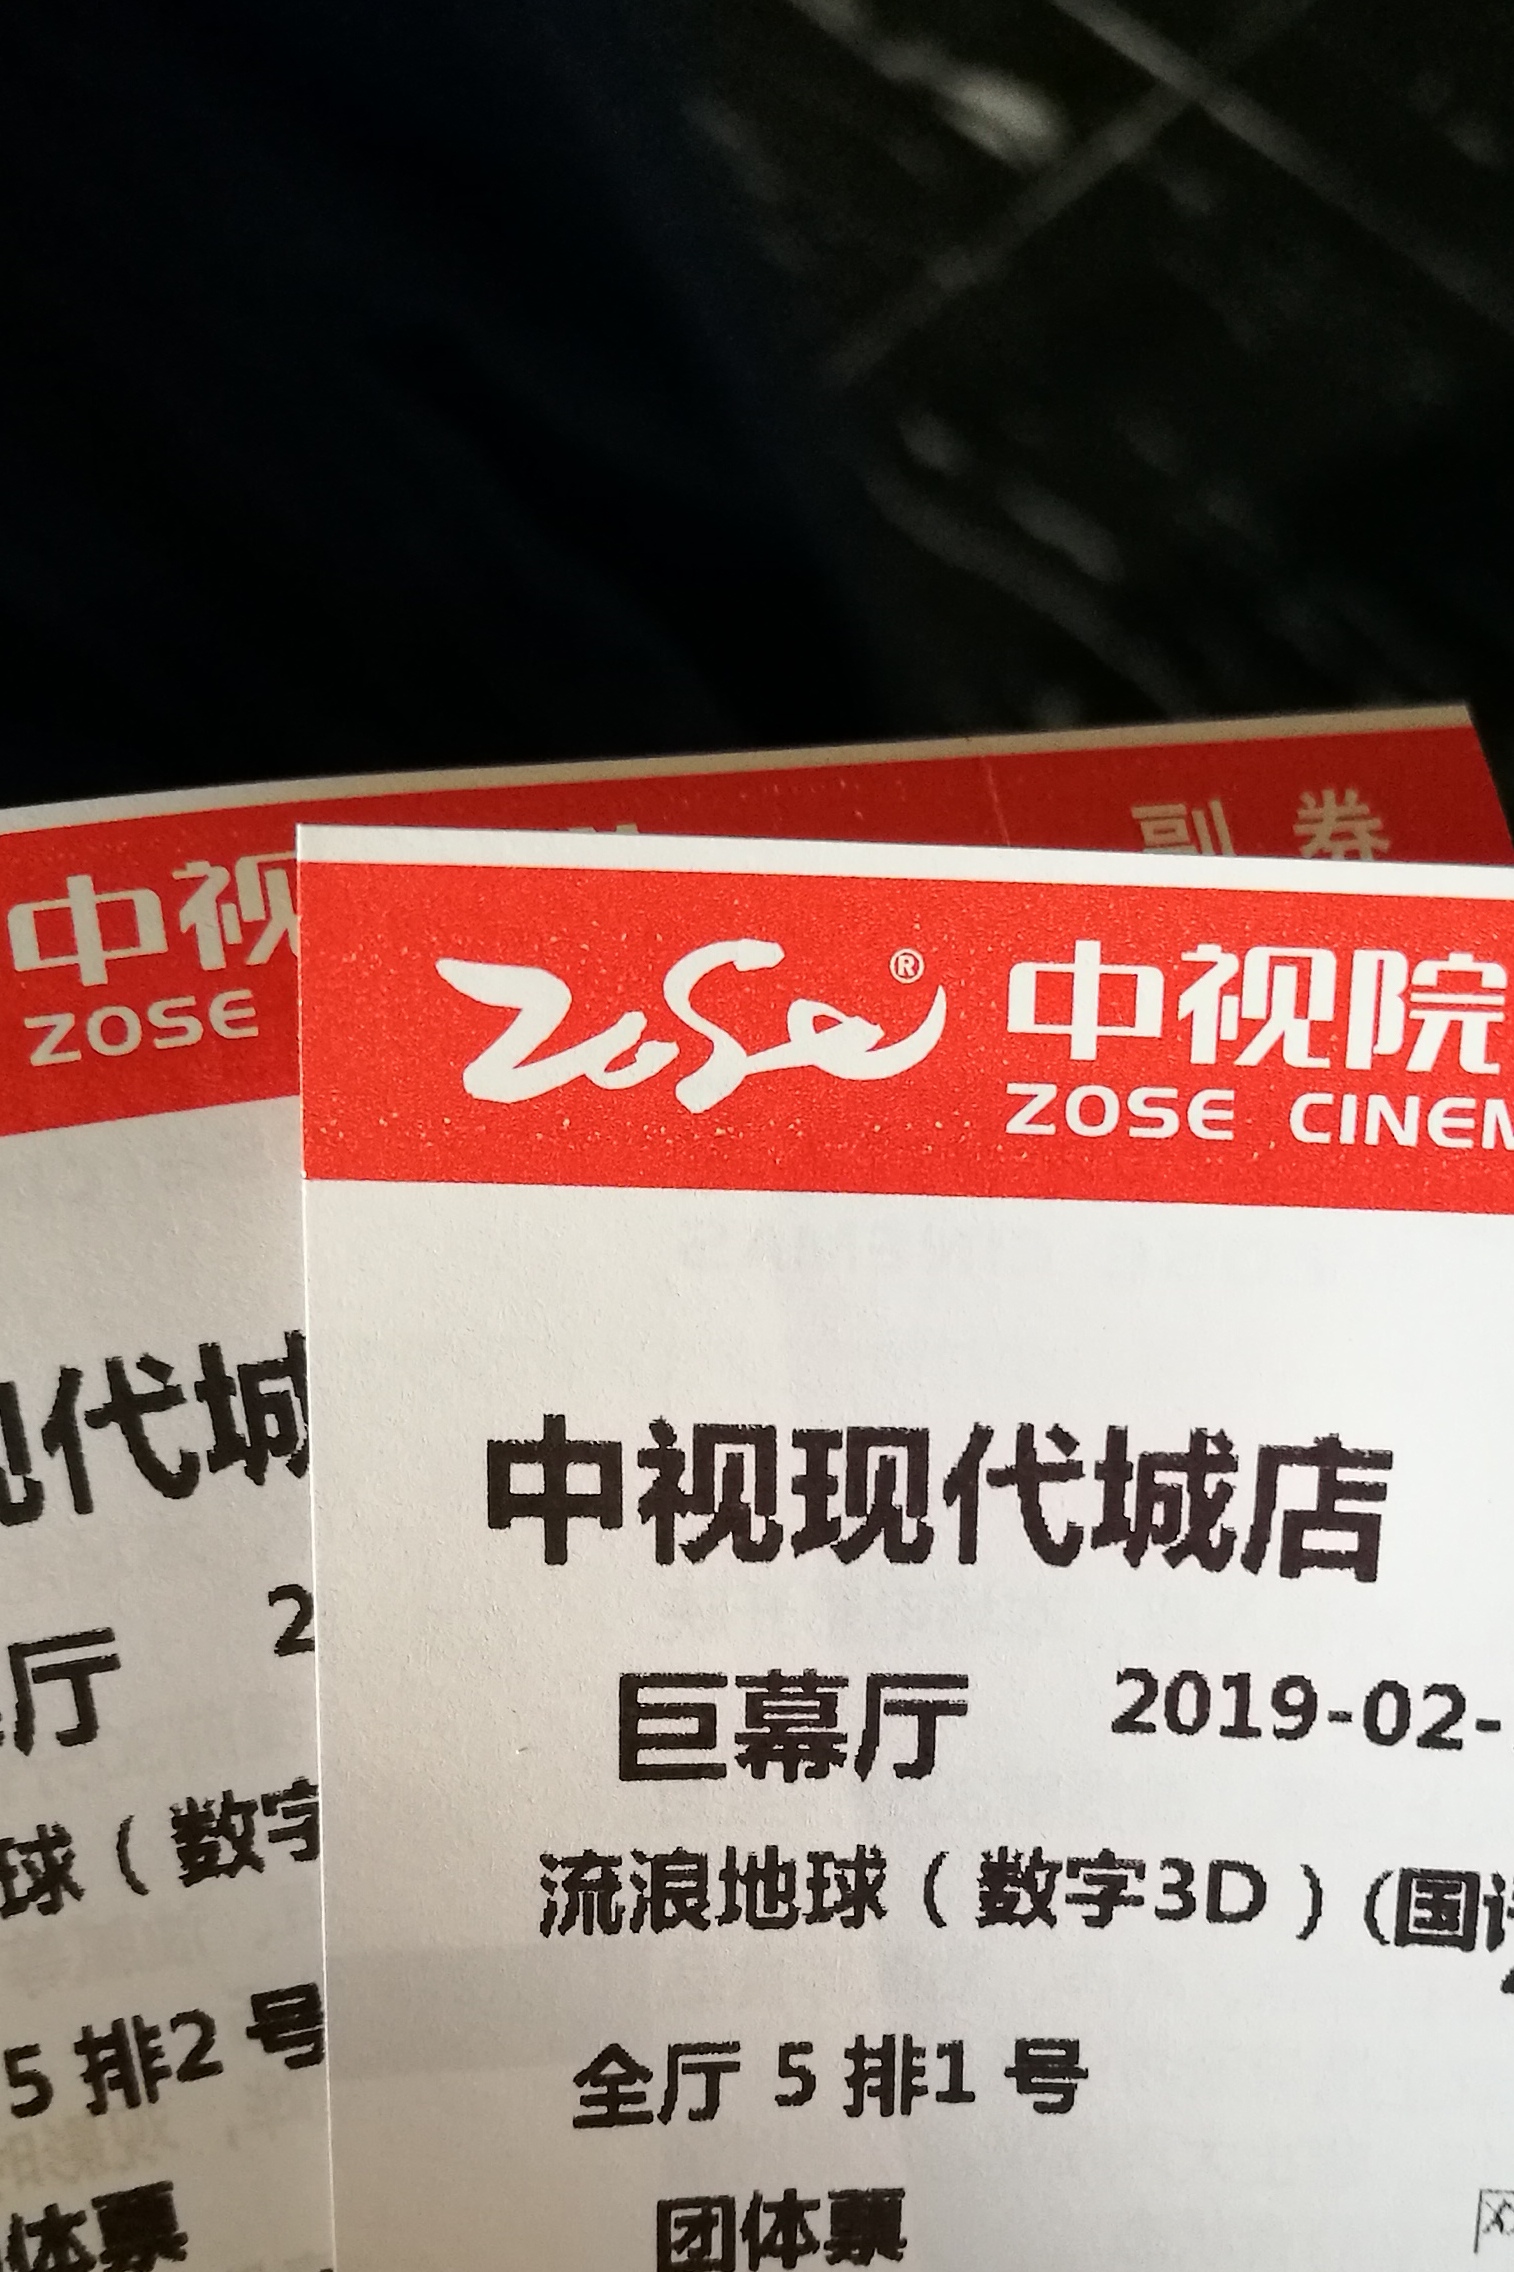 副 券
中视
ZOSE
zose® 中视院
ZOSE CINEM
代城
中视现代城店
厅 2
巨幕厅 2019-02-
球（数字
流浪地球（数字3D）(国语
5 排2 号
全厅 5 排1 号
体票
团体票